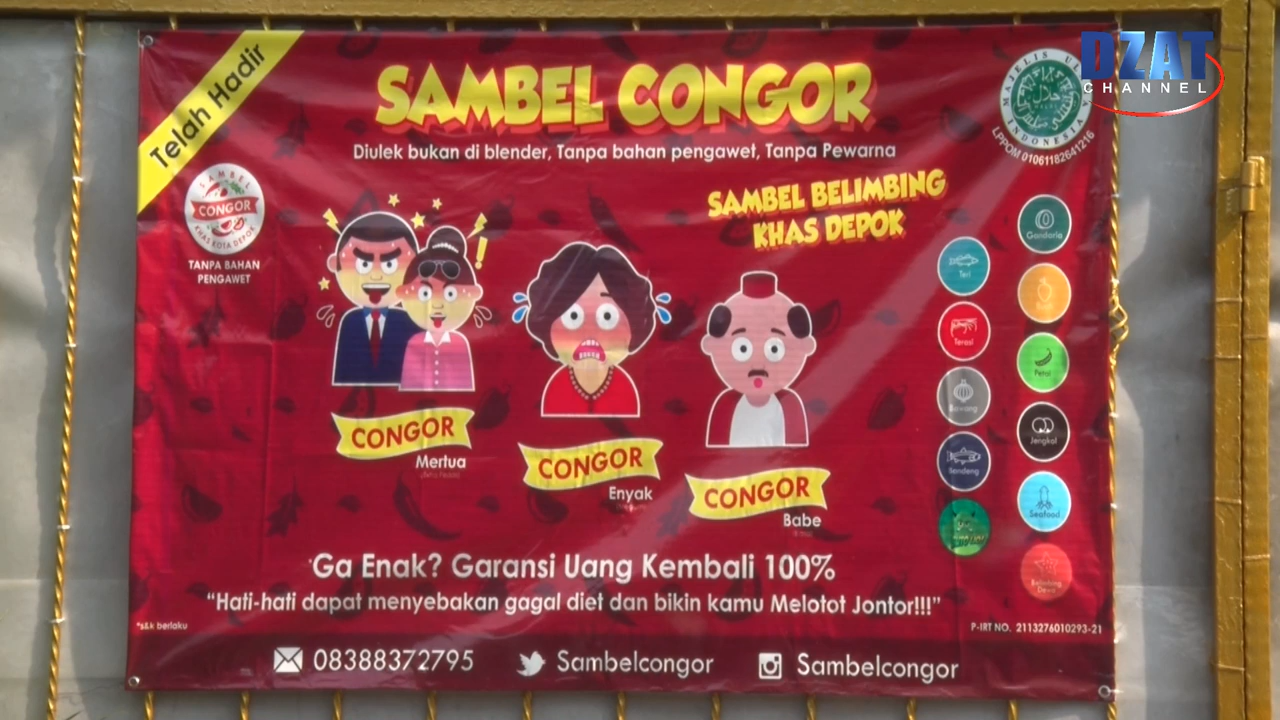 DZAT
CHANNEL
Telah Hadir
SAMBEL CONGOR
Diulek bukan di blender, Tanpa bahan pengawet, Tanpa Pewarna
MAJELIS
INDONESIA
LPPOM 01061182641216
SAMBEL
CONGOR
KHAS KOTA DEPOK
TANPA BAHAN
PENGAWET
SAMBEL BELIMBING
KHAS DEPOK
Gandaria
Teri
Terasi
Petai
Bawang
Jengkol
Bandeng
Seafood
Belimbing
Dewa
CONGOR
Mertua
CONGOR
Enyak
CONGOR
Babe
Ga Enak? Garansi Uang Kembali 100%
“Hati-hati dapat menyebakan gagal diet dan bikin kamu Melotot Jontor!!!”
*s&k berlaku
P-IRT NO. 2113276010293-21
08388372795
Sambelcongor
Sambelcongor